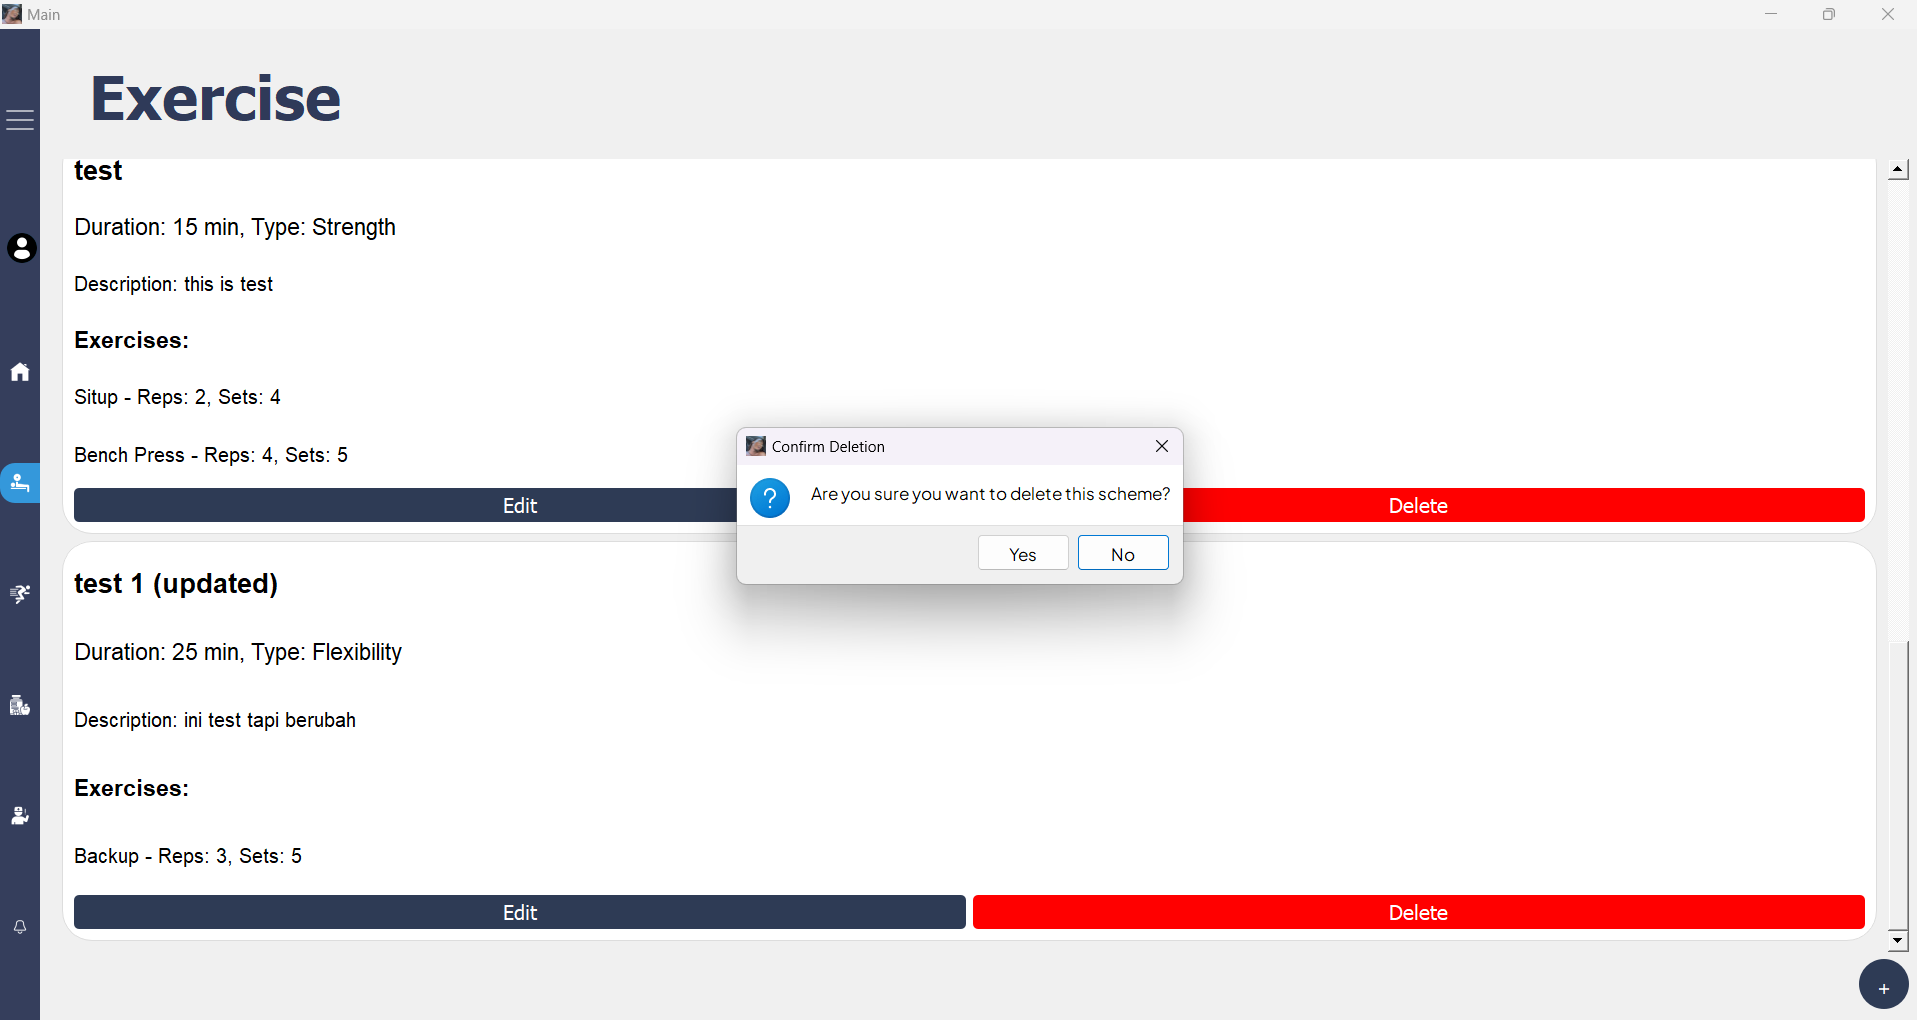 Main
Exercise
test
Duration: 15 min, Type: Strength
Description: this is test
Exercises:
Situp - Reps: 2, Sets: 4
Bench Press - Reps: 4, Sets: 5
Edit
Delete
Confirm Deletion
?
Are you sure you want to delete this scheme?
Yes
No
test 1 (updated)
Duration: 25 min, Type: Flexibility
Description: ini test tapi berubah
Exercises:
Backup - Reps: 3, Sets: 5
Edit
Delete
+